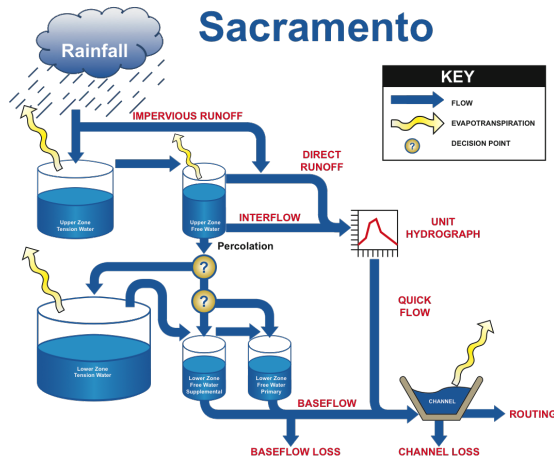 Sacramento
Rainfall
KEY
FLOW
EVAPOTRANSPIRATION
? DECISION POINT
IMPERVIOUS RUNOFF
DIRECT
RUNOFF
Upper Zone
Tension Water
Upper Zone
Free Water
INTERFLOW
UNIT
HYDROGRAPH
Percolation
?
?
QUICK
FLOW
Lower Zone
Tension Water
Lower Zone
Free Water
Supplemental
Lower Zone
Free Water
Primary
BASEFLOW
CHANNEL
ROUTING
BASEFLOW LOSS
CHANNEL LOSS